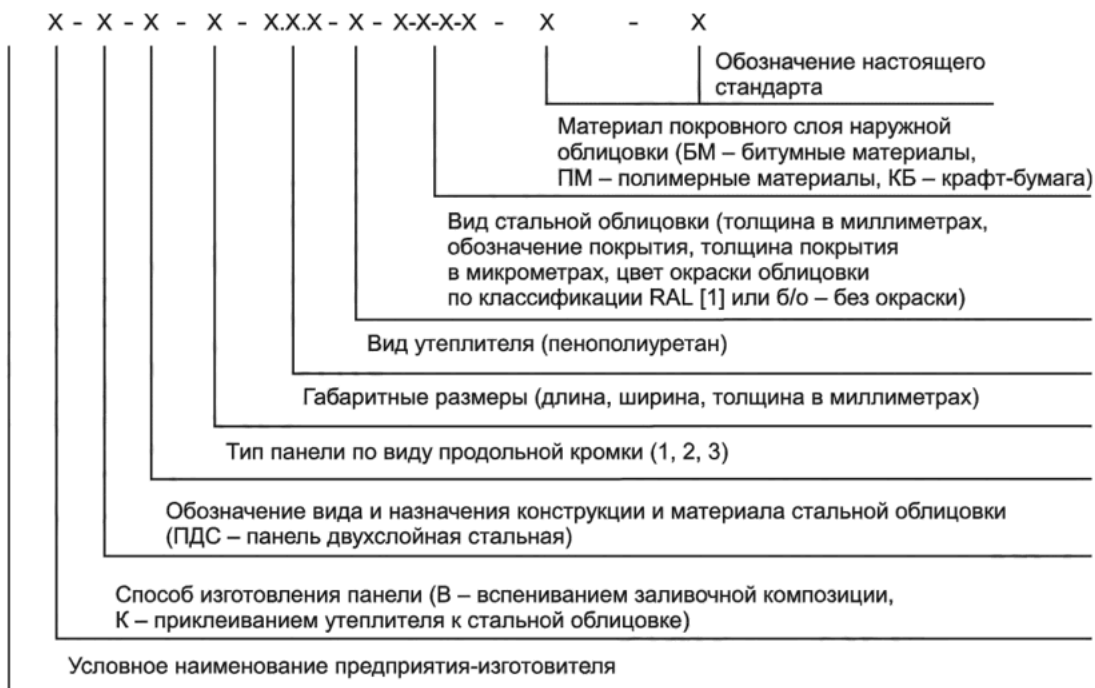 X - X - X - X - X.X.X - X - X-X-X-X - X - X
Обозначение настоящего
стандарта
Материал покровного слоя наружной
облицовки (БМ – битумные материалы,
ПМ – полимерные материалы, КБ – крафт-бумага)
Вид стальной облицовки (толщина в миллиметрах,
обозначение покрытия, толщина покрытия
в микрометрах, цвет окраски облицовки
по классификации RAL [1] или б/о – без окраски)
Вид утеплителя (пенополиуретан)
Габаритные размеры (длина, ширина, толщина в миллиметрах)
Тип панели по виду продольной кромки (1, 2, 3)
Обозначение вида и назначения конструкции и материала стальной облицовки
(ПДС – панель двухслойная стальная)
Способ изготовления панели (В – вспениванием заливочной композиции,
К – приклеиванием утеплителя к стальной облицовке)
Условное наименование предприятия-изготовителя